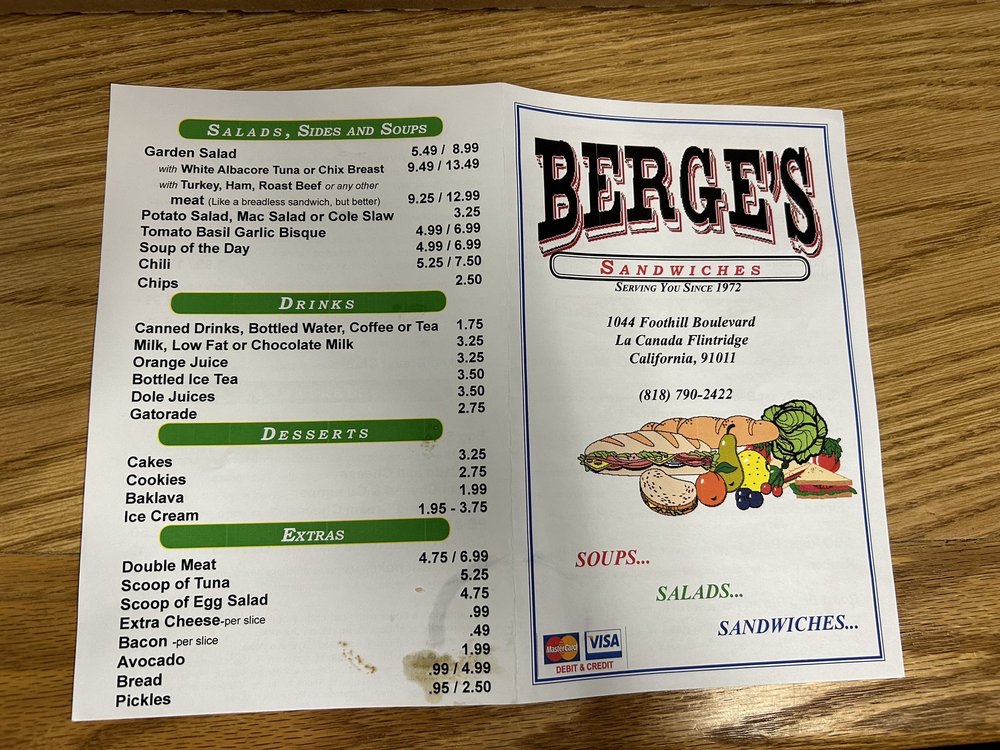 SALADS, SIDES AND SOUPS
Garden Salad 5.49 / 8.99
with White Albacore Tuna or Chix Breast 9.49 / 13.49
with Turkey, Ham, Roast Beef or any other
meat (Like a breadless sandwich, but better) 9.25 / 12.99
Potato Salad, Mac Salad or Cole Slaw 3.25
Tomato Basil Garlic Bisque 4.99 / 6.99
Soup of the Day 4.99 / 6.99
Chili 5.25 / 7.50
Chips 2.50
DRINKS
Canned Drinks, Bottled Water, Coffee or Tea 1.75
Milk, Low Fat or Chocolate Milk 3.25
Orange Juice 3.25
Bottled Ice Tea 3.50
Dole Juices 3.50
Gatorade 2.75
DESSERTS
Cakes 3.25
Cookies 2.75
Baklava 1.99
Ice Cream 1.95 - 3.75
EXTRAS
Double Meat 4.75 / 6.99
Scoop of Tuna 5.25
Scoop of Egg Salad 4.75
Extra Cheese-per slice .99
Bacon -per slice .49
Avocado 1.99
Bread .99 / 4.99
Pickles .95 / 2.50
BERGE'S
SANDWICHES
SERVING YOU SINCE 1972
1044 Foothill Boulevard
La Canada Flintridge
California, 91011
(818) 790-2422
SOUPS...
SALADS...
SANDWICHES...
MasterCard VISA
DEBIT & CREDIT